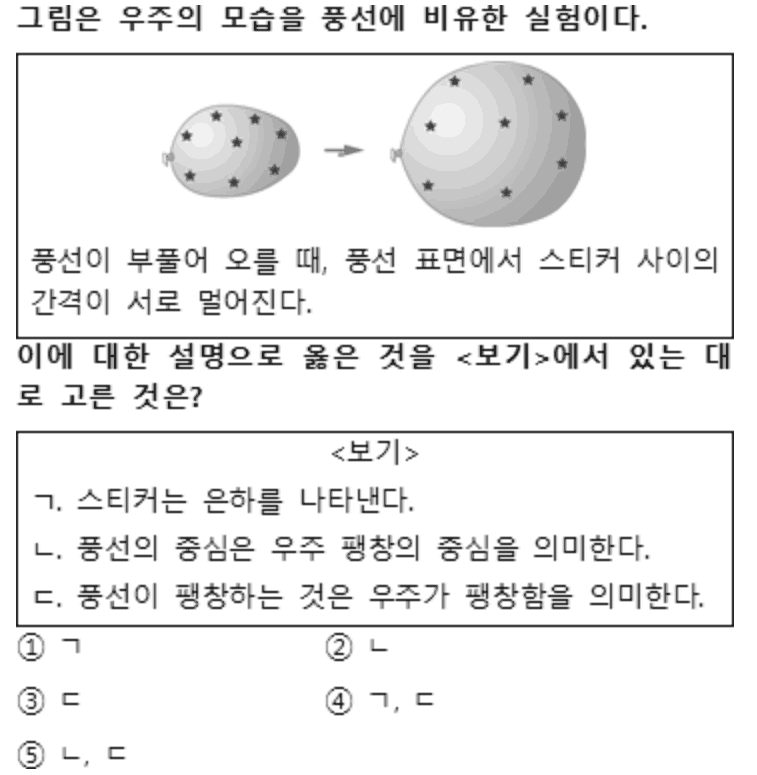 그림은 우주의 모습을 풍선에 비유한 실험이다.
풍선이 부풀어 오를 때, 풍선 표면에서 스티커 사이의
간격이 서로 멀어진다.
이에 대한 설명으로 옳은 것을 <보기>에서 있는 대
로 고른 것은?
<보기>
ㄱ. 스티커는 은하를 나타낸다.
ㄴ. 풍선의 중심은 우주 팽창의 중심을 의미한다.
ㄷ. 풍선이 팽창하는 것은 우주가 팽창함을 의미한다.
① ㄱ ② ㄴ
③ ㄷ ④ ㄱ, ㄷ
⑤ ㄴ, ㄷ